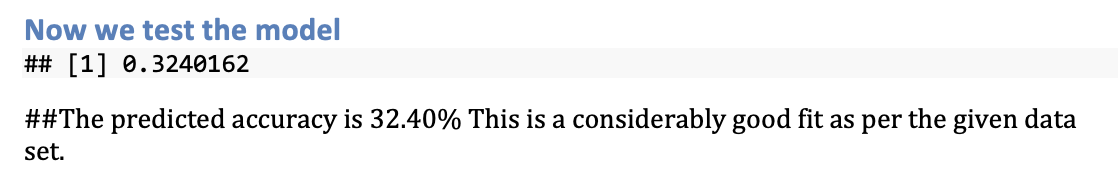 Now we test the model
## [1] 0.3240162
##The predicted accuracy is 32.40% This is a considerably good fit as per the given data
set.